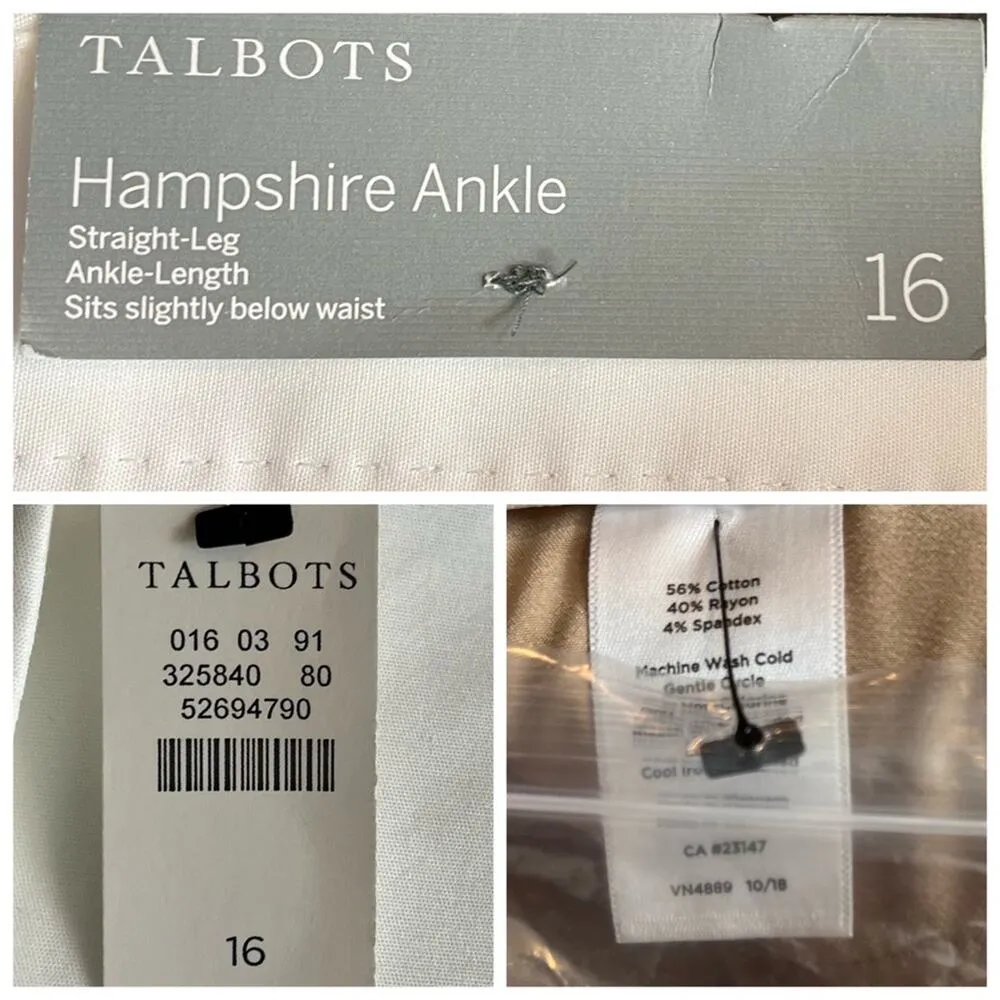 TALBOTS
Hampshire Ankle
Straight-Leg
Ankle-Length
Sits slightly below waist
16
TALBOTS
016 03 91
325840 80
52694790
16
56% Cotton
40% Rayon
4% Spandex
Machine Wash Cold
Gentle Cycle
Cool Iron
CA #23147
VN4889 10/18